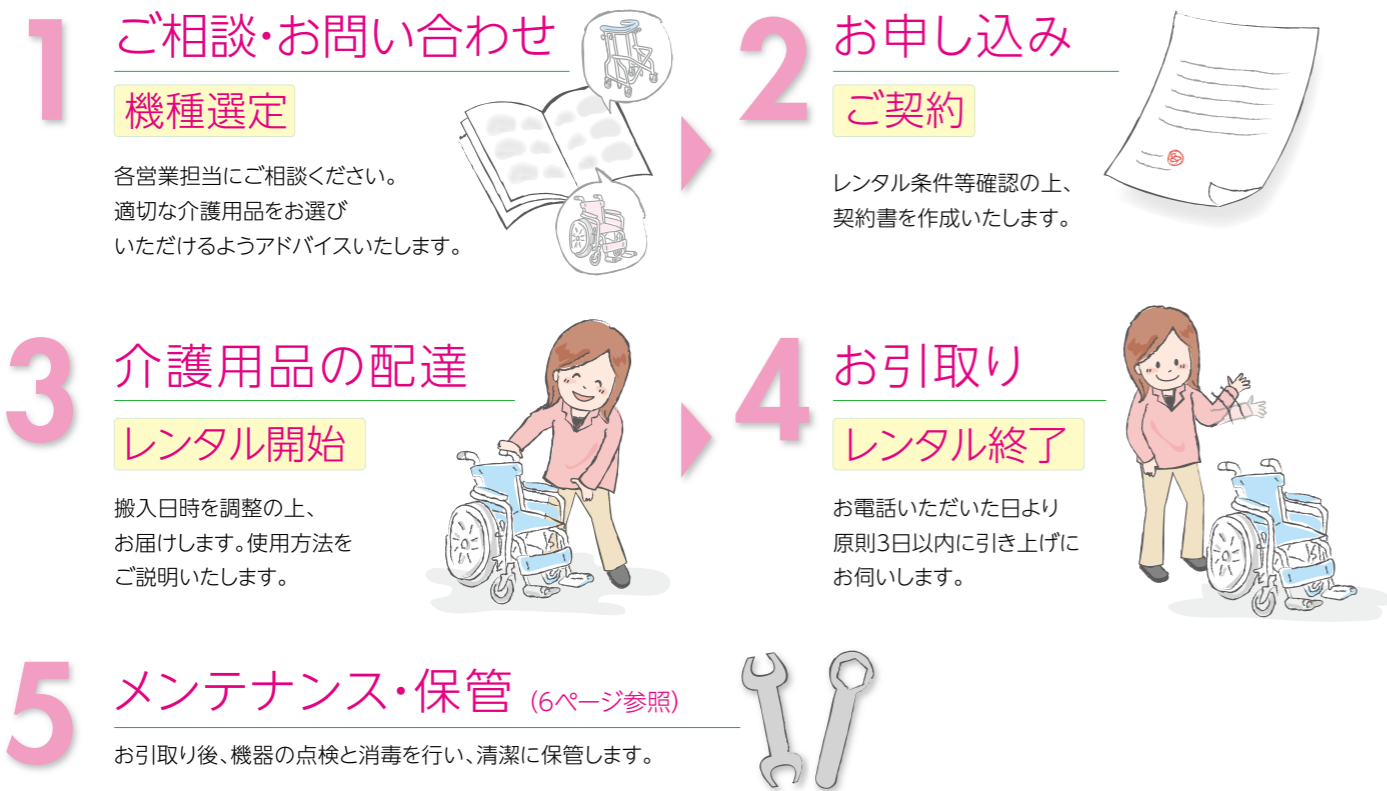 1
ご相談・お問い合わせ
機種選定
各営業担当にご相談ください。
適切な介護用品をお選び
いただけるようアドバイスいたします。
2
お申し込み
ご契約
レンタル条件等確認の上、
契約書を作成いたします。
3
介護用品の配達
レンタル開始
搬入日時を調整の上、
お届けします。使用方法を
ご説明いたします。
4
お引取り
レンタル終了
お電話いただいた日より
原則3日以内に引き上げに
お伺いします。
5
メンテナンス・保管 (6ページ参照)
お引取り後、機器の点検と消毒を行い、清潔に保管します。